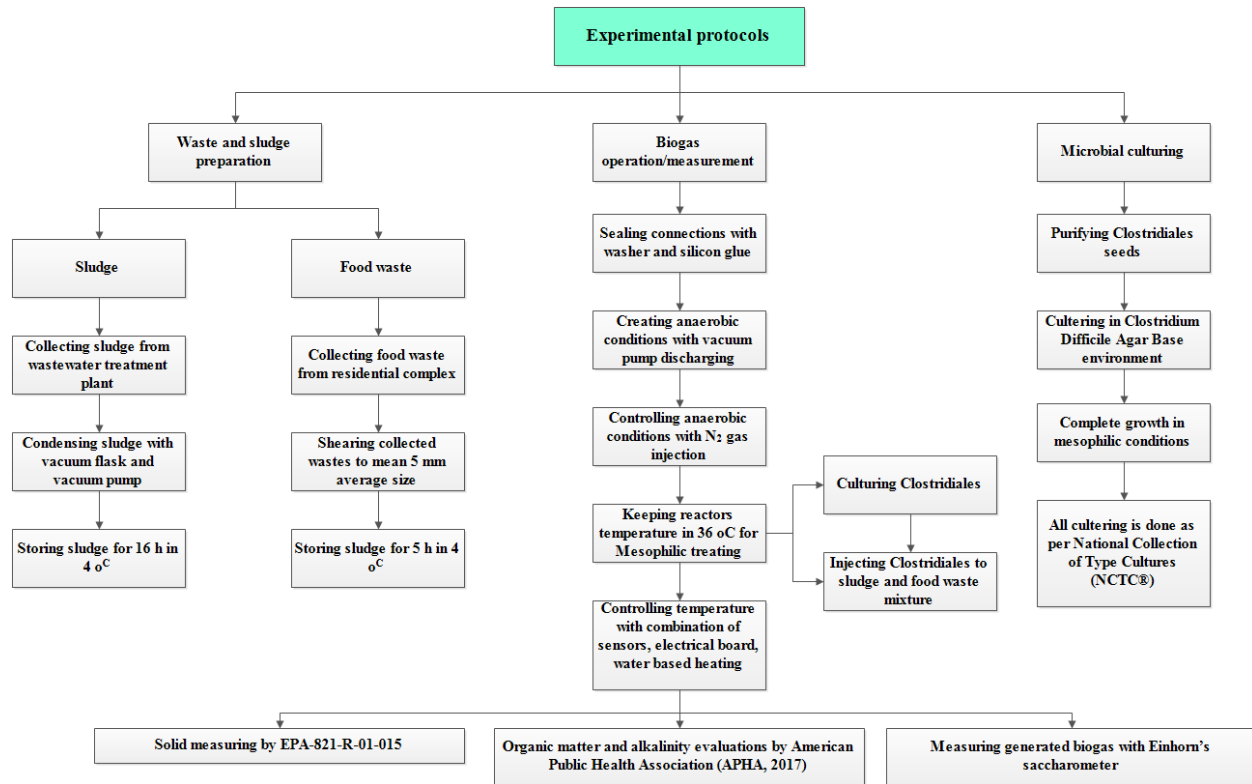 Experimental protocols
Waste and sludge
preparation
Biogas
operation/measurement
Microbial culturing
Sludge
Food waste
Sealing connections with
washer and silicon glue
Purifying Clostridiales
seeds
Collecting sludge from
wastewater treatment
plant
Collecting food waste
from residential complex
Creating anaerobic
conditions with vacuum
pump discharging
Cultering in Clostridium
Difficile Agar Base
environment
Condensing sludge with
vacuum flask and
vacuum pump
Shearing collected
wastes to mean 5 mm
average size
Controlling anaerobic
conditions with N₂ gas
injection
Complete growth in
mesophilic conditions
Storing sludge for 16 h in
4 oᶜ
Storing sludge for 5 h in 4
oᶜ
Keeping reactors
temperature in 36 oC for
Mesophilic treating
Culturing Clostridiales
Injecting Clostridiales to
sludge and food waste
mixture
All cultering is done as
per National Collection
of Type Cultures
(NCTC®)
Controlling temperature
with combination of
sensors, electrical board,
water based heating
Solid measuring by EPA-821-R-01-015
Organic matter and alkalinity evaluations by American
Public Health Association (APHA, 2017)
Measuring generated biogas with Einhorn's
saccharometer